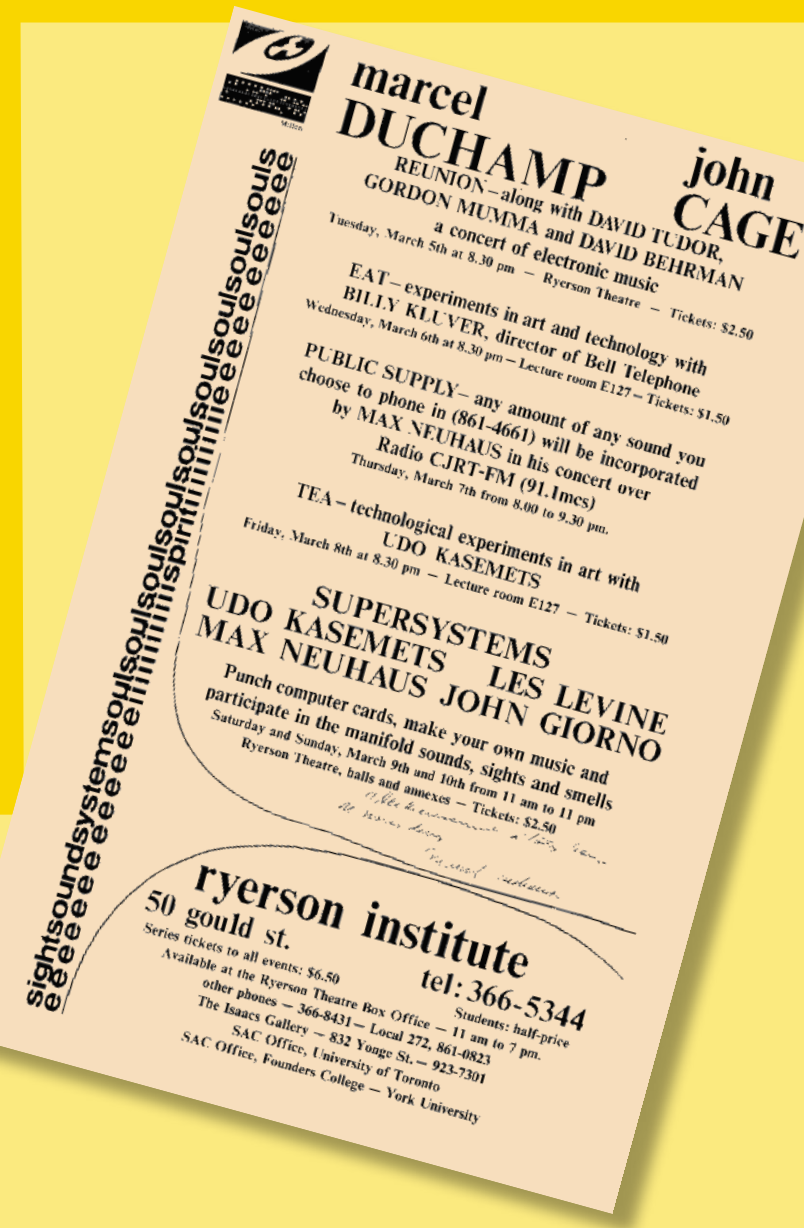 marcel
DUCHAMP
john
CAGE
REUNION—along with DAVID TUDOR,
GORDON MUMMA and DAVID BEHRMAN
a concert of electronic music
Tuesday, March 5th at 8.30 pm — Ryerson Theatre — Tickets: $2.50
EAT—experiments in art and technology with
BILLY KLUVER, director of Bell Telephone
Wednesday, March 6th at 8.30 pm—Lecture room E127—Tickets: $1.50
PUBLIC SUPPLY— any amount of any sound you
choose to phone in (861-4661) will be incorporated
by MAX NEUHAUS in his concert over
Radio CJRT-FM (91.1mcs)
Thursday, March 7th from 8.00 to 9.30 pm.
TEA—technological experiments in art with
UDO KASEMETS
Friday, March 8th at 8.30 pm — Lecture room E127 — Tickets: $1.50
SUPERSYSTEMS
UDO KASEMETS LES LEVINE
MAX NEUHAUS JOHN GIORNO
Punch computer cards, make your own music and
participate in the manifold sounds, sights and smells
Saturday and Sunday, March 9th and 10th from 11 am to 11 pm
Ryerson Theatre, balls and annexes — Tickets: $2.50
ryerson institute
50 gould st.
tel: 366-5344
Series tickets to all events: $6.50
Students: half-price
Available at the Ryerson Theatre Box Office — 11 am to 7 pm.
other phones — 366-8431— Local 272, 861-0823
The Isaacs Gallery — 832 Yonge St.— 923-7301
SAC Office, University of Toronto
SAC Office, Founders College — York University